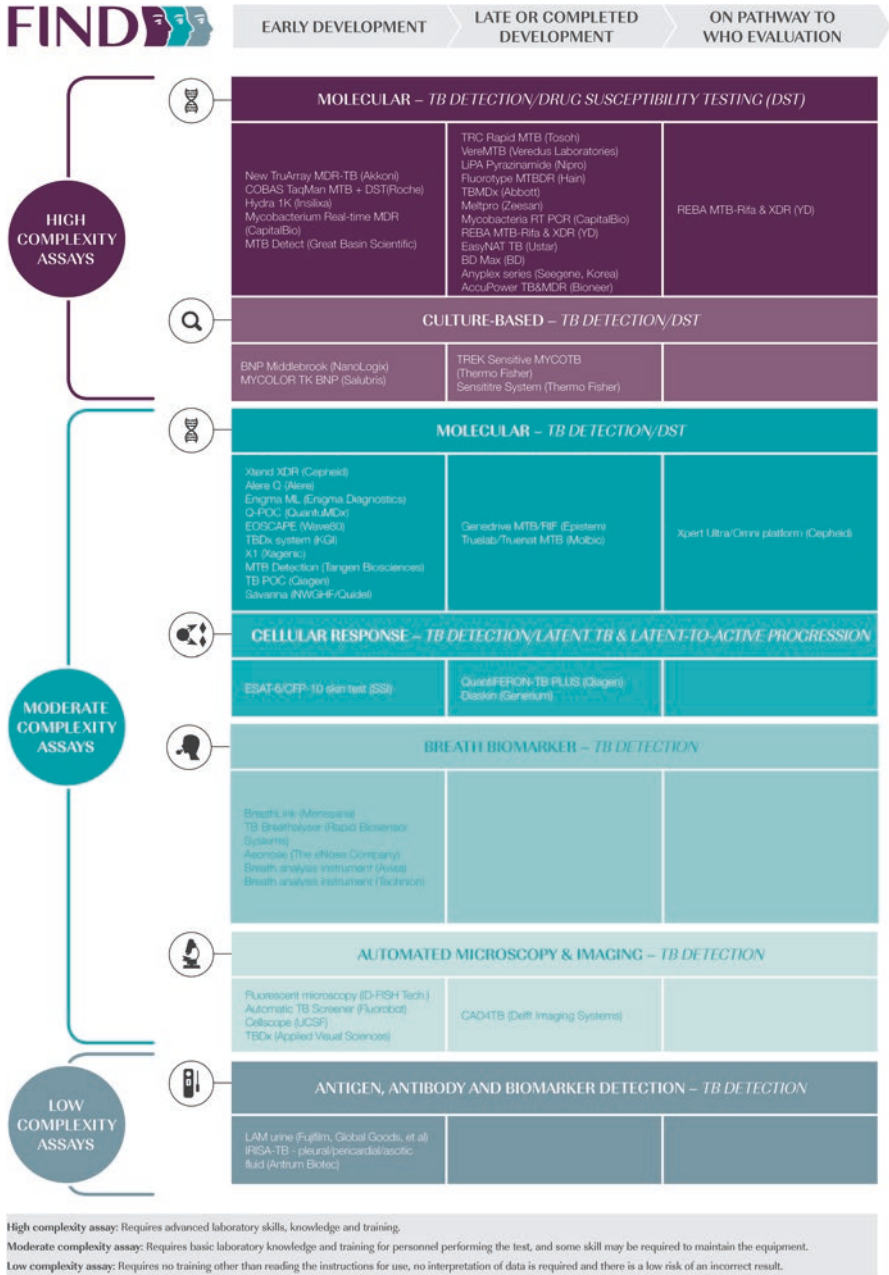 FIND
EARLY DEVELOPMENT
LATE OR COMPLETED
DEVELOPMENT
ON PATHWAY TO
WHO EVALUATION
HIGH
COMPLEXITY
ASSAYS
MOLECULAR – TB DETECTION/DRUG SUSCEPTIBILITY TESTING (DST)
New TruArray MDR-TB (Akkoni)
COBAS TaqMan MTB + DST(Roche)
Hydra 1K (Insilixa)
Mycobacterium Real-time MDR
(CapitalBio)
MTB Detect (Great Basin Scientific)
TRC Rapid MTB (Tosoh)
VereMTB (Veredus Laboratories)
LiPA Pyrazinamide (Nipro)
Fluorotype MTBDR (Hain)
TBMDx (Abbott)
Meltpro (Zeesan)
Mycobacteria RT PCR (CapitalBio)
REBA MTB-Rifa & XDR (YD)
EasyNAT TB (Ustar)
BD Max (BD)
Anyplex series (Seegene, Korea)
AccuPower TB&MDR (Bioneer)
REBA MTB-Rifa & XDR (YD)
CULTURE-BASED – TB DETECTION/DST
BNP Middlebrook (NanoLogix)
MYCOLOR TK BNP (Salubris)
TREK Sensitive MYCOTB
(Thermo Fisher)
Sensititre System (Thermo Fisher)
MODERATE
COMPLEXITY
ASSAYS
MOLECULAR – TB DETECTION/DST
Xtend XDR (Cepheid)
Alere Q (Alere)
Enigma ML (Enigma Diagnostics)
Q-POC (QuantuMDx)
EOSCAPE (Wave80)
TBDx system (KGI)
X1 (Xagenic)
MTB Detection (Tangen Biosciences)
TB POC (Qiagen)
Savanna (NWGHF/Quidel)
Genedrive MTB/RIF (Epistem)
Truelab/Truenat MTB (Molbio)
Xpert Ultra/Omni platform (Cepheid)
CELLULAR RESPONSE – TB DETECTION/LATENT TB & LATENT-TO-ACTIVE PROGRESSION
ESAT-6/CFP-10 skin test (SSI)
QuantiFERON-TB PLUS (Qiagen)
Diaskin (Generium)
BREATH BIOMARKER – TB DETECTION
BreathLink (Menssana)
TB Breathalyser (Rapid Biosensor
Systems)
Aeonose (The eNose Company)
Breath analysis instrument (Avisa)
Breath analysis instrument (Technion)
AUTOMATED MICROSCOPY & IMAGING – TB DETECTION
Fluorescent microscopy (ID-FISH Tech.)
Automatic TB Screener (Fluorobot)
Cellscope (UCSF)
TBDx (Applied Visual Sciences)
CAD4TB (Delft Imaging Systems)
LOW
COMPLEXITY
ASSAYS
ANTIGEN, ANTIBODY AND BIOMARKER DETECTION – TB DETECTION
LAM urine (Fujifilm, Global Goods, et al)
IRISA-TB - pleural/pericardial/ascitic
fluid (Antrum Biotec)
High complexity assay: Requires advanced laboratory skills, knowledge and training.
Moderate complexity assay: Requires basic laboratory knowledge and training for personnel performing the test, and some skill may be required to maintain the equipment.
Low complexity assay: Requires no training other than reading the instructions for use, no interpretation of data is required and there is a low risk of an incorrect result.